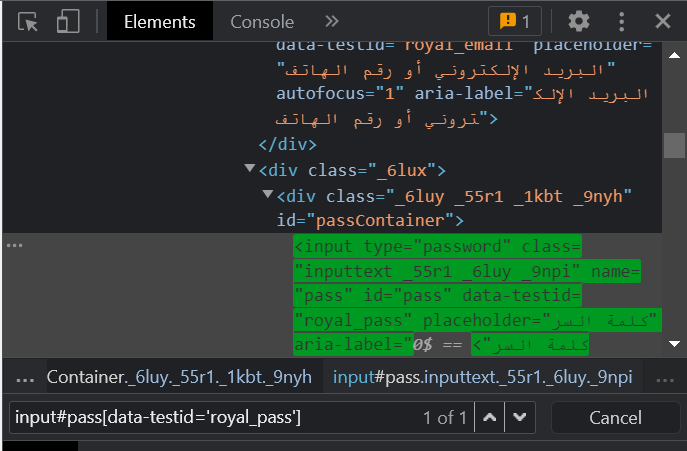 Elements
Console
»
1
data-testid="royal_email" placeholder=
"البريد الإلكتروني أو رقم الهاتف"
autofocus="1" aria-label="البريد الإلك
تروني أو رقم الهاتف">
</div>
<div class="_6lux">
<div class="_6luy _55r1 _1kbt _9nyh"
id="passContainer">
<input type="password" class=
"inputtext _55r1 _6luy _9npi" name=
"pass" id="pass" data-testid=
"royal_pass" placeholder="كلمة السر"
aria-label="كلمة السر"> == $0
... Container._6luy._55r1._1kbt._9nyh input#pass.inputtext._55r1._6luy._9npi ...
input#pass[data-testid='royal_pass'] 1 of 1 Cancel